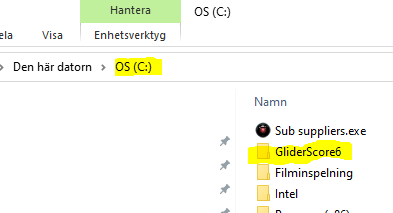 Hantera
OS (C:)
ela
Visa
Enhetsverktyg
Den här datorn > OS (C:) >
Namn
Sub suppliers.exe
GliderScore6
Filminspelning
Intel